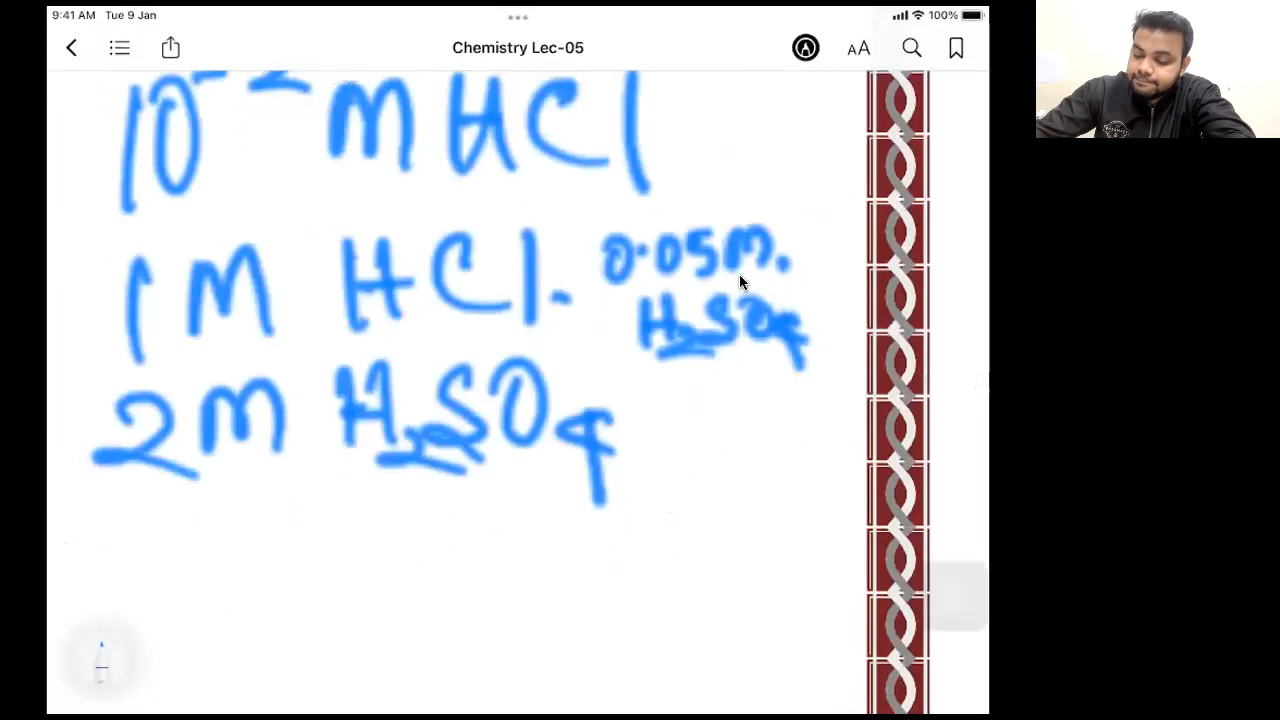 9:41 AM Tue 9 Jan
100%
Chemistry Lec-05
AA
10⁻² M HCl
1 M HCl.
0.05 M.
H₂SO₄
2 M H₂SO₄